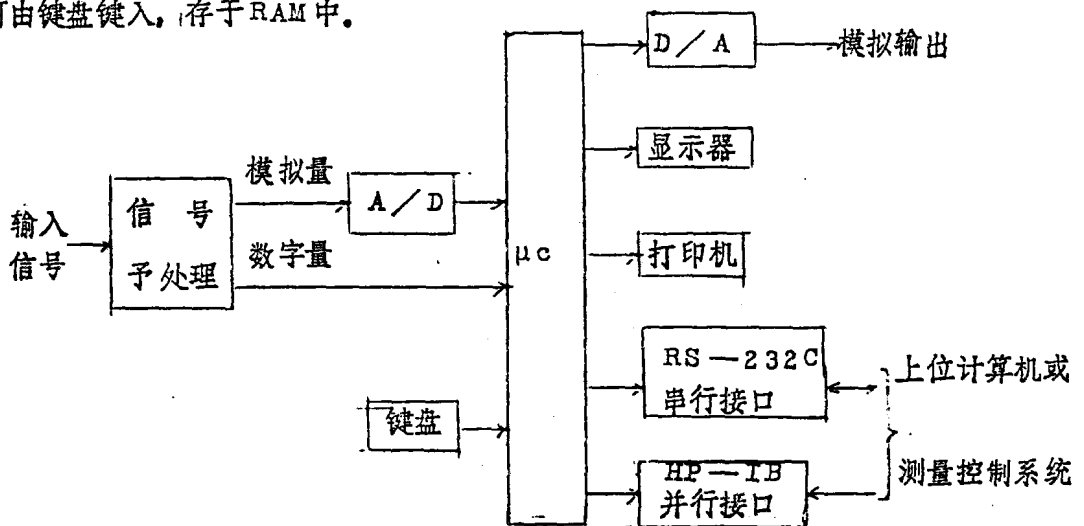 可由键盘键入，存于RAM中。
D／A
模拟输出
显示器
模拟量
A／D
信 号
予处理
输入
信号
数字量
μc
打印机
RS—232C
串行接口
上位计算机或
键盘
HP—IB
并行接口
测量控制系统